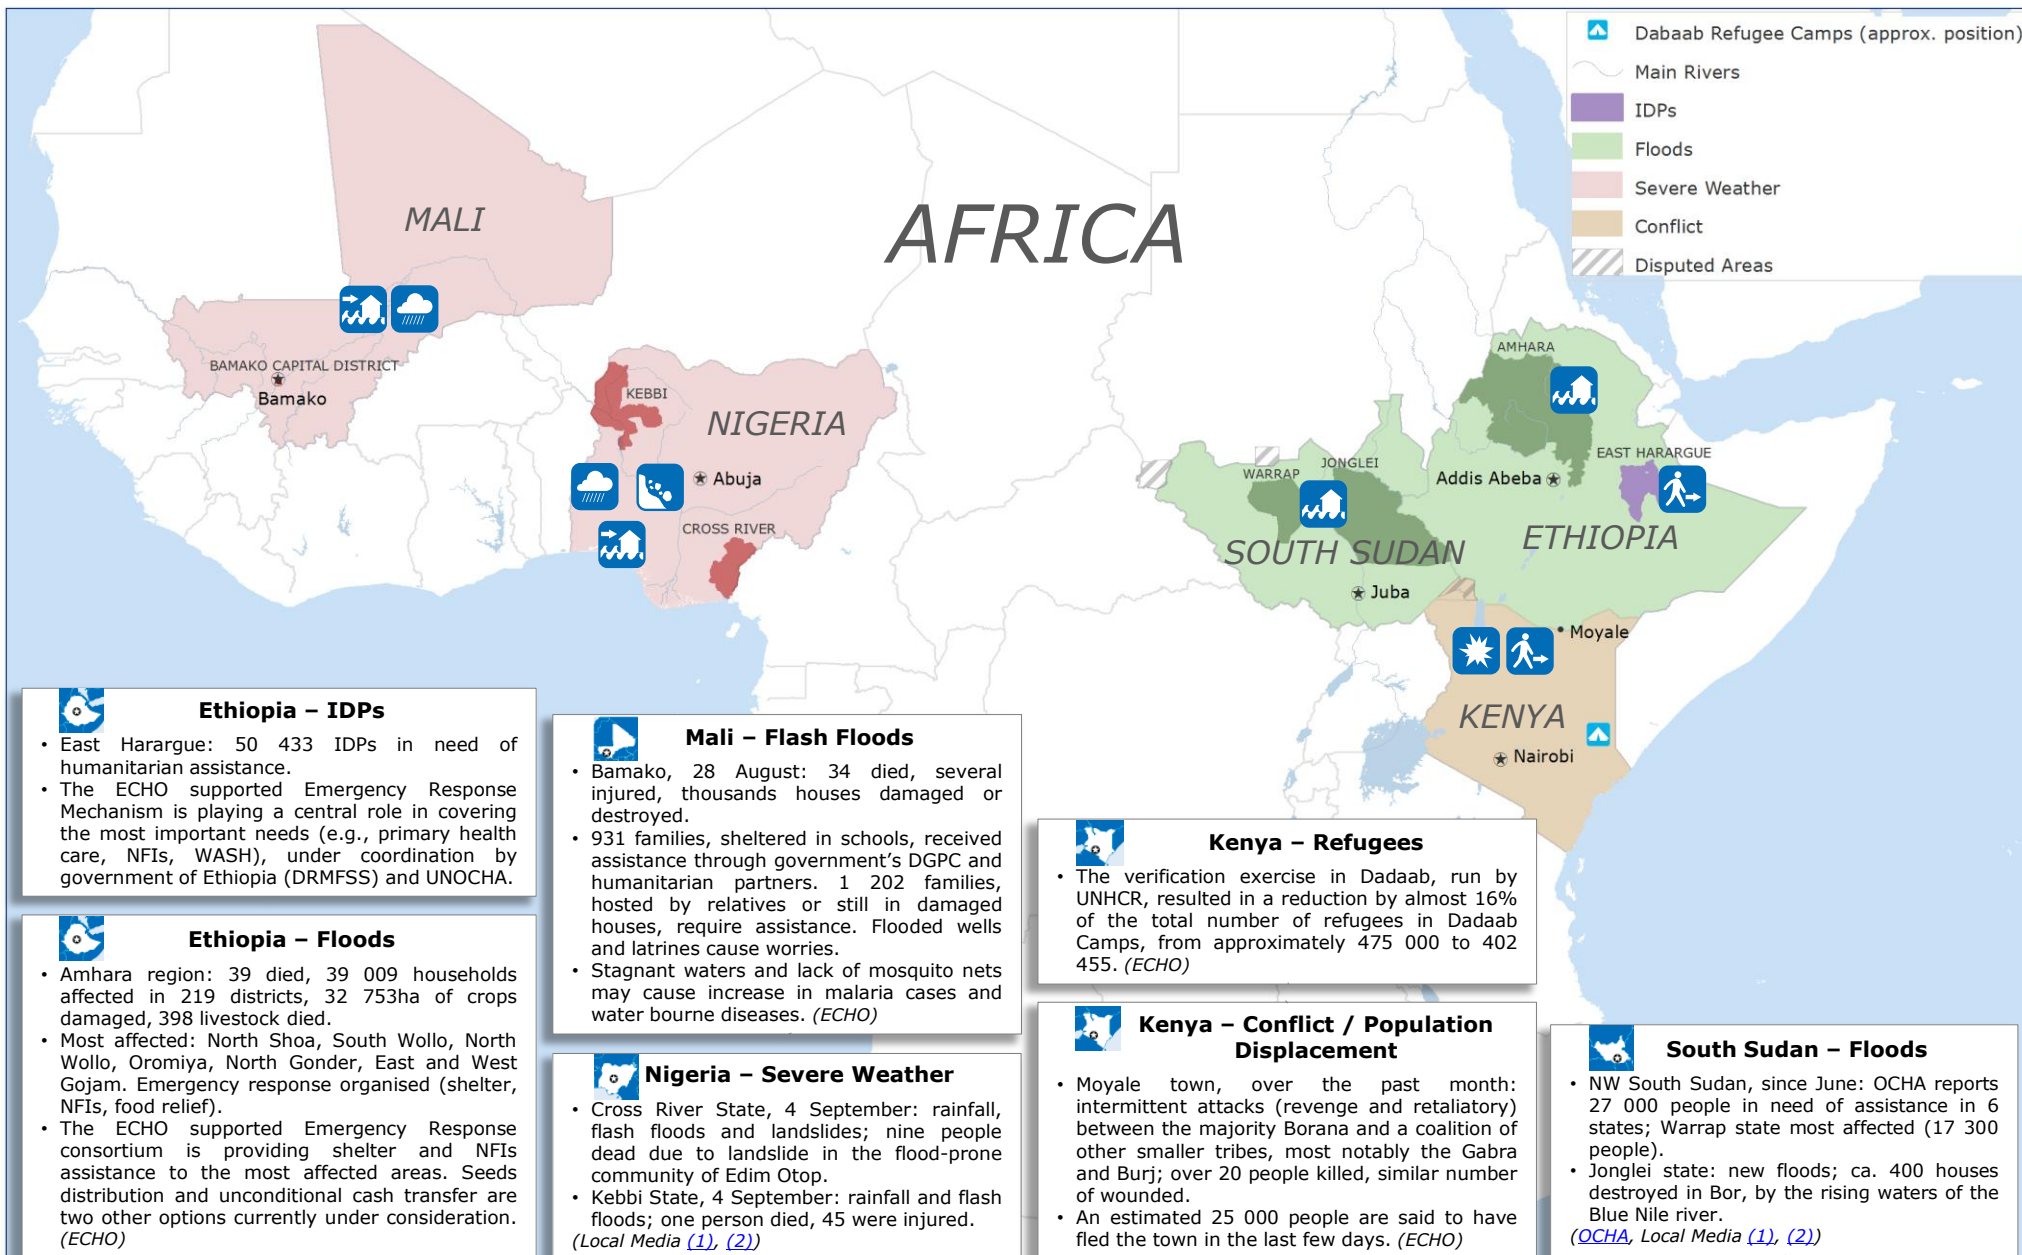 Dabaab Refugee Camps (approx. position)
Main Rivers
IDPs
Floods
Severe Weather
Conflict
Disputed Areas
AFRICA
MALI
BAMAKO CAPITAL DISTRICT
Bamako
KEBBI
NIGERIA
Abuja
CROSS RIVER
AMHARA
EAST HARARGUE
Addis Abeba
WARRAP
JONGLEI
ETHIOPIA
SOUTH SUDAN
Juba
Moyale
KENYA
Nairobi
Ethiopia – IDPs
• East Harargue: 50 433 IDPs in need of
humanitarian assistance.
• The ECHO supported Emergency Response
Mechanism is playing a central role in covering
the most important needs (e.g., primary health
care, NFIs, WASH), under coordination by
government of Ethiopia (DRMFSS) and UNOCHA.
Ethiopia – Floods
• Amhara region: 39 died, 39 009 households
affected in 219 districts, 32 753ha of crops
damaged, 398 livestock died.
• Most affected: North Shoa, South Wollo, North
Wollo, Oromiya, North Gonder, East and West
Gojam. Emergency response organised (shelter,
NFIs, food relief).
• The ECHO supported Emergency Response
consortium is providing shelter and NFIs
assistance to the most affected areas. Seeds
distribution and unconditional cash transfer are
two other options currently under consideration.
(ECHO)
Mali – Flash Floods
• Bamako, 28 August: 34 died, several
injured, thousands houses damaged or
destroyed.
• 931 families, sheltered in schools, received
assistance through government's DGPC and
humanitarian partners. 1 202 families,
hosted by relatives or still in damaged
houses, require assistance. Flooded wells
and latrines cause worries.
• Stagnant waters and lack of mosquito nets
may cause increase in malaria cases and
water bourne diseases. (ECHO)
Nigeria – Severe Weather
• Cross River State, 4 September: rainfall,
flash floods and landslides; nine people
dead due to landslide in the flood-prone
community of Edim Otop.
• Kebbi State, 4 September: rainfall and flash
floods; one person died, 45 were injured.
(Local Media (1), (2))
Kenya – Refugees
• The verification exercise in Dadaab, run by
UNHCR, resulted in a reduction by almost 16%
of the total number of refugees in Dadaab
Camps, from approximately 475 000 to 402
455. (ECHO)
Kenya – Conflict / Population
Displacement
• Moyale town, over the past month:
intermittent attacks (revenge and retaliatory)
between the majority Borana and a coalition of
other smaller tribes, most notably the Gabra
and Burj; over 20 people killed, similar number
of wounded.
• An estimated 25 000 people are said to have
fled the town in the last few days. (ECHO)
South Sudan – Floods
• NW South Sudan, since June: OCHA reports
27 000 people in need of assistance in 6
states; Warrap state most affected (17 300
people).
• Jonglei state: new floods; ca. 400 houses
destroyed in Bor, by the rising waters of the
Blue Nile river.
(OCHA, Local Media (1), (2))